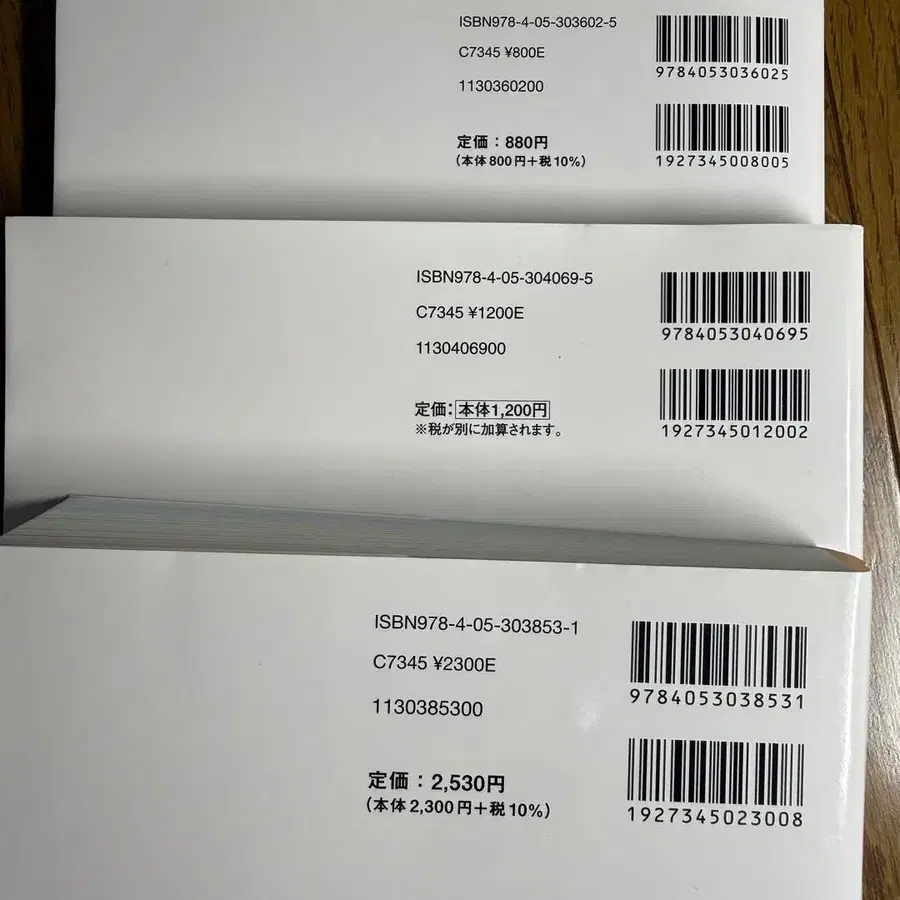 ISBN978-4-05-303602-5
C7345 ¥800E
1130360200
定価：880円
（本体800円＋税10%）
9784053036025
1927345008005
ISBN978-4-05-304069-5
C7345 ¥1200E
1130406900
定価：本体1,200円
※税が別に加算されます。
9784053040695
1927345012002
ISBN978-4-05-303853-1
C7345 ¥2300E
1130385300
定価：2,530円
（本体2,300円＋税10%）
9784053038531
1927345023008